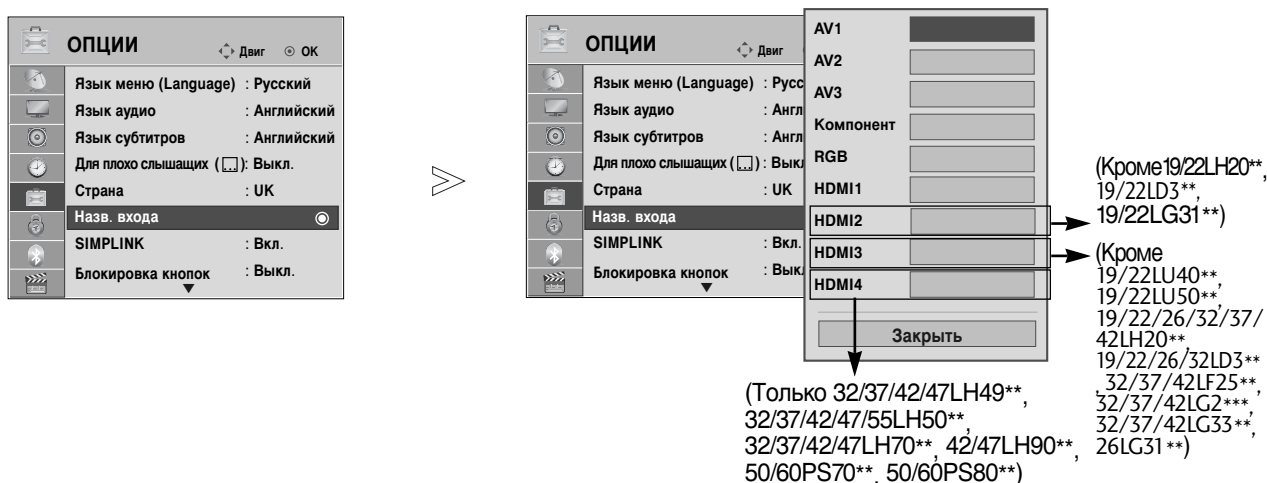 ОПЦИИ
Двиг ОК
Язык меню (Language) : Русский
Язык аудио : Английский
Язык субтитров : Английский
Для плохо слышащих ( ): Выкл.
Страна : UK
Назв. входа
SIMPLINK : Вкл.
Блокировка кнопок : Выкл.
ОПЦИИ
Двиг
Язык меню (Language) : Русс
Язык аудио : Англ
Язык субтитров : Англ
Для плохо слышащих ( ) : Выкл
Страна : UK
Назв. входа
SIMPLINK : Вкл.
Блокировка кнопок : Выкл
AV1
AV2
AV3
Компонент
RGB
HDMI1
HDMI2
HDMI3
HDMI4
Закрыть
(Кроме19/22LH20**,
19/22LD3**,
19/22LG31**)
(Кроме
19/22LU40**,
19/22LU50**,
19/22/26/32/37/
42LH20**,
19/22/26/32LD3**
, 32/37/42LF25**,
32/37/42LG2***,
32/37/42LG33**,
26LG31**)
(Только 32/37/42/47LH49**,
32/37/42/47/55LH50**,
32/37/42/47LH70**, 42/47LH90**,
50/60PS70**, 50/60PS80**)